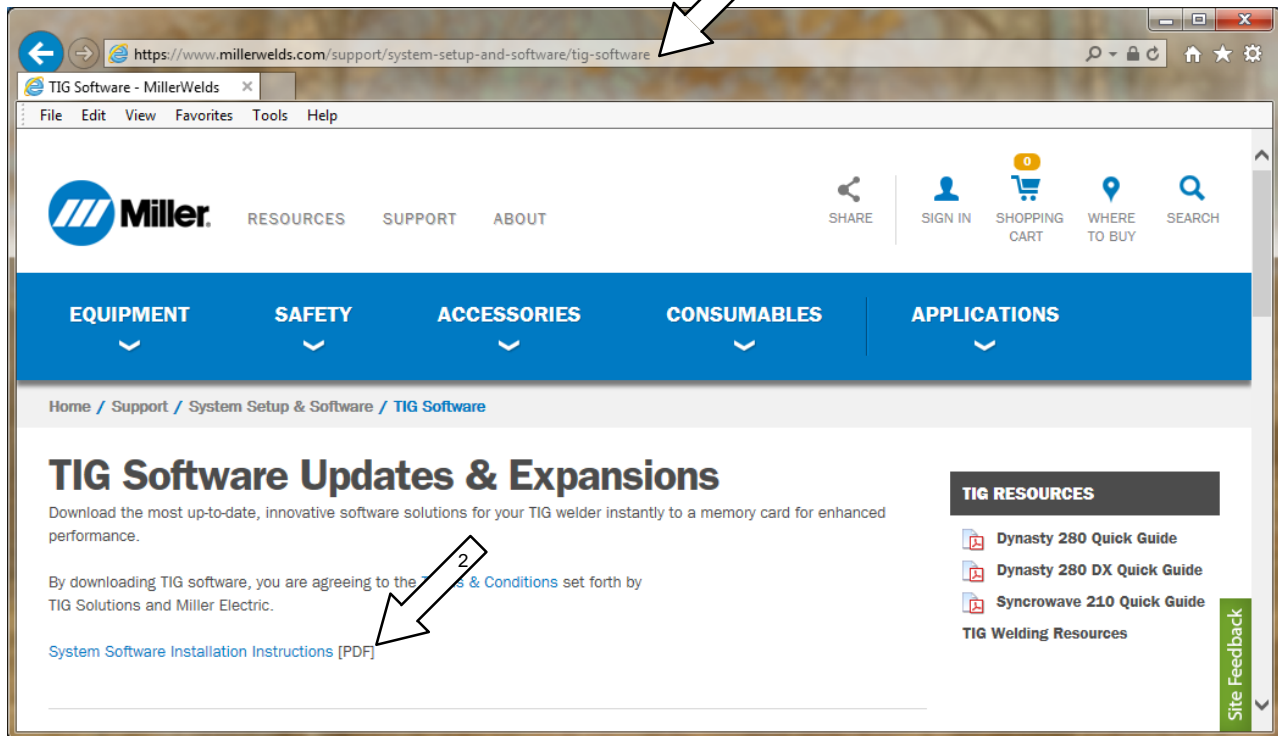 https://www.millerwelds.com/support/system-setup-and-software/tig-software
TIG Software - MillerWelds
File Edit View Favorites Tools Help
Miller.
RESOURCES SUPPORT ABOUT
SHARE
SIGN IN
0
SHOPPING CART
WHERE TO BUY
SEARCH
EQUIPMENT SAFETY ACCESSORIES CONSUMABLES APPLICATIONS
Home / Support / System Setup & Software / TIG Software
TIG Software Updates & Expansions
Download the most up-to-date, innovative software solutions for your TIG welder instantly to a memory card for enhanced
performance.
2
By downloading TIG software, you are agreeing to the & Conditions set forth by
TIG Solutions and Miller Electric.
System Software Installation Instructions [PDF]
TIG RESOURCES
Dynasty 280 Quick Guide
Dynasty 280 DX Quick Guide
Syncrowave 210 Quick Guide
TIG Welding Resources
Site Feedback